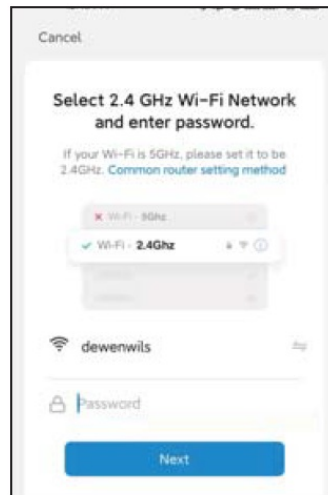 Cancel
Select 2.4 GHz Wi-Fi Network
and enter password.
If your Wi-Fi is 5GHz, please set it to be
2.4GHz. Common router setting method
Wi-Fi - 5Ghz
Wi-Fi - 2.4Ghz
dewenwils
Password
Next